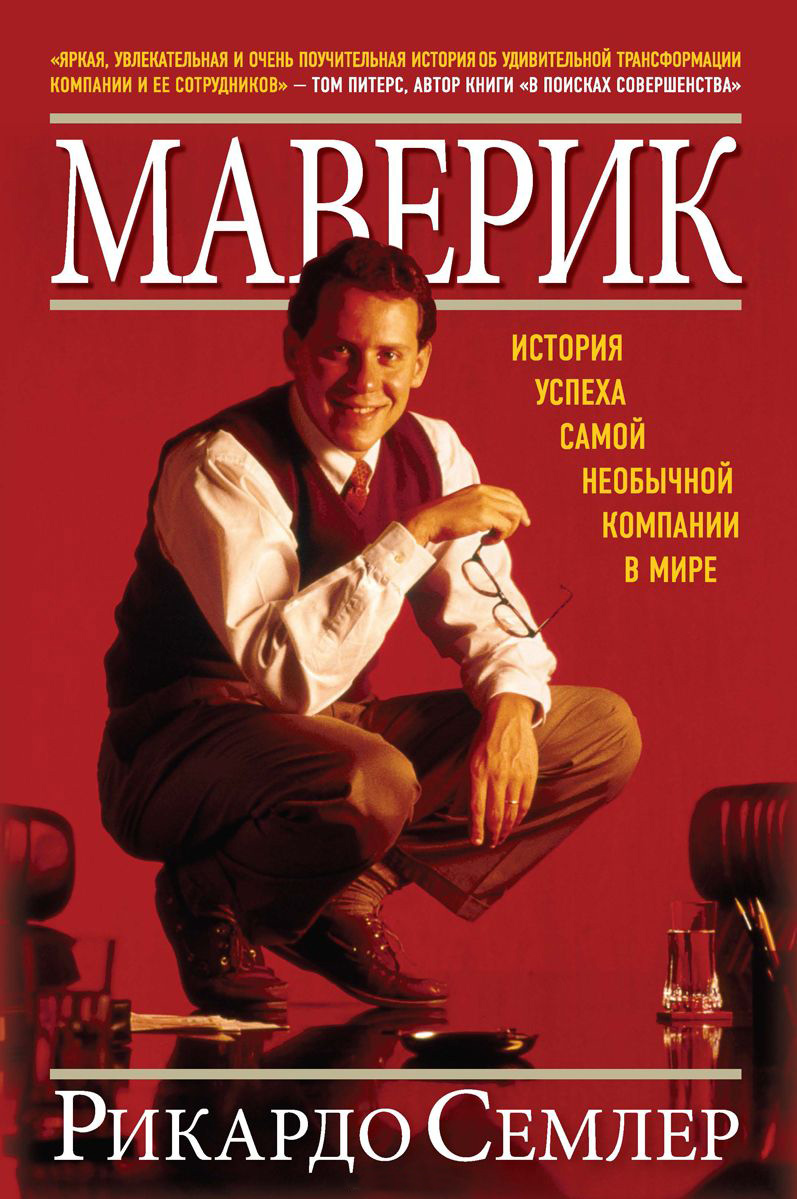 «ЯРКАЯ, УВЛЕКАТЕЛЬНАЯ И ОЧЕНЬ ПОУЧИТЕЛЬНАЯ ИСТОРИЯ ОБ УДИВИТЕЛЬНОЙ ТРАНСФОРМАЦИИ
КОМПАНИИ И ЕЕ СОТРУДНИКОВ» – ТОМ ПИТЕРС, АВТОР КНИГИ «В ПОИСКАХ СОВЕРШЕНСТВА»
МАВЕРИК
ИСТОРИЯ
УСПЕХА
САМОЙ
НЕОБЫЧНОЙ
КОМПАНИИ
В МИРЕ
РИКАРДО СЕМЛЕР